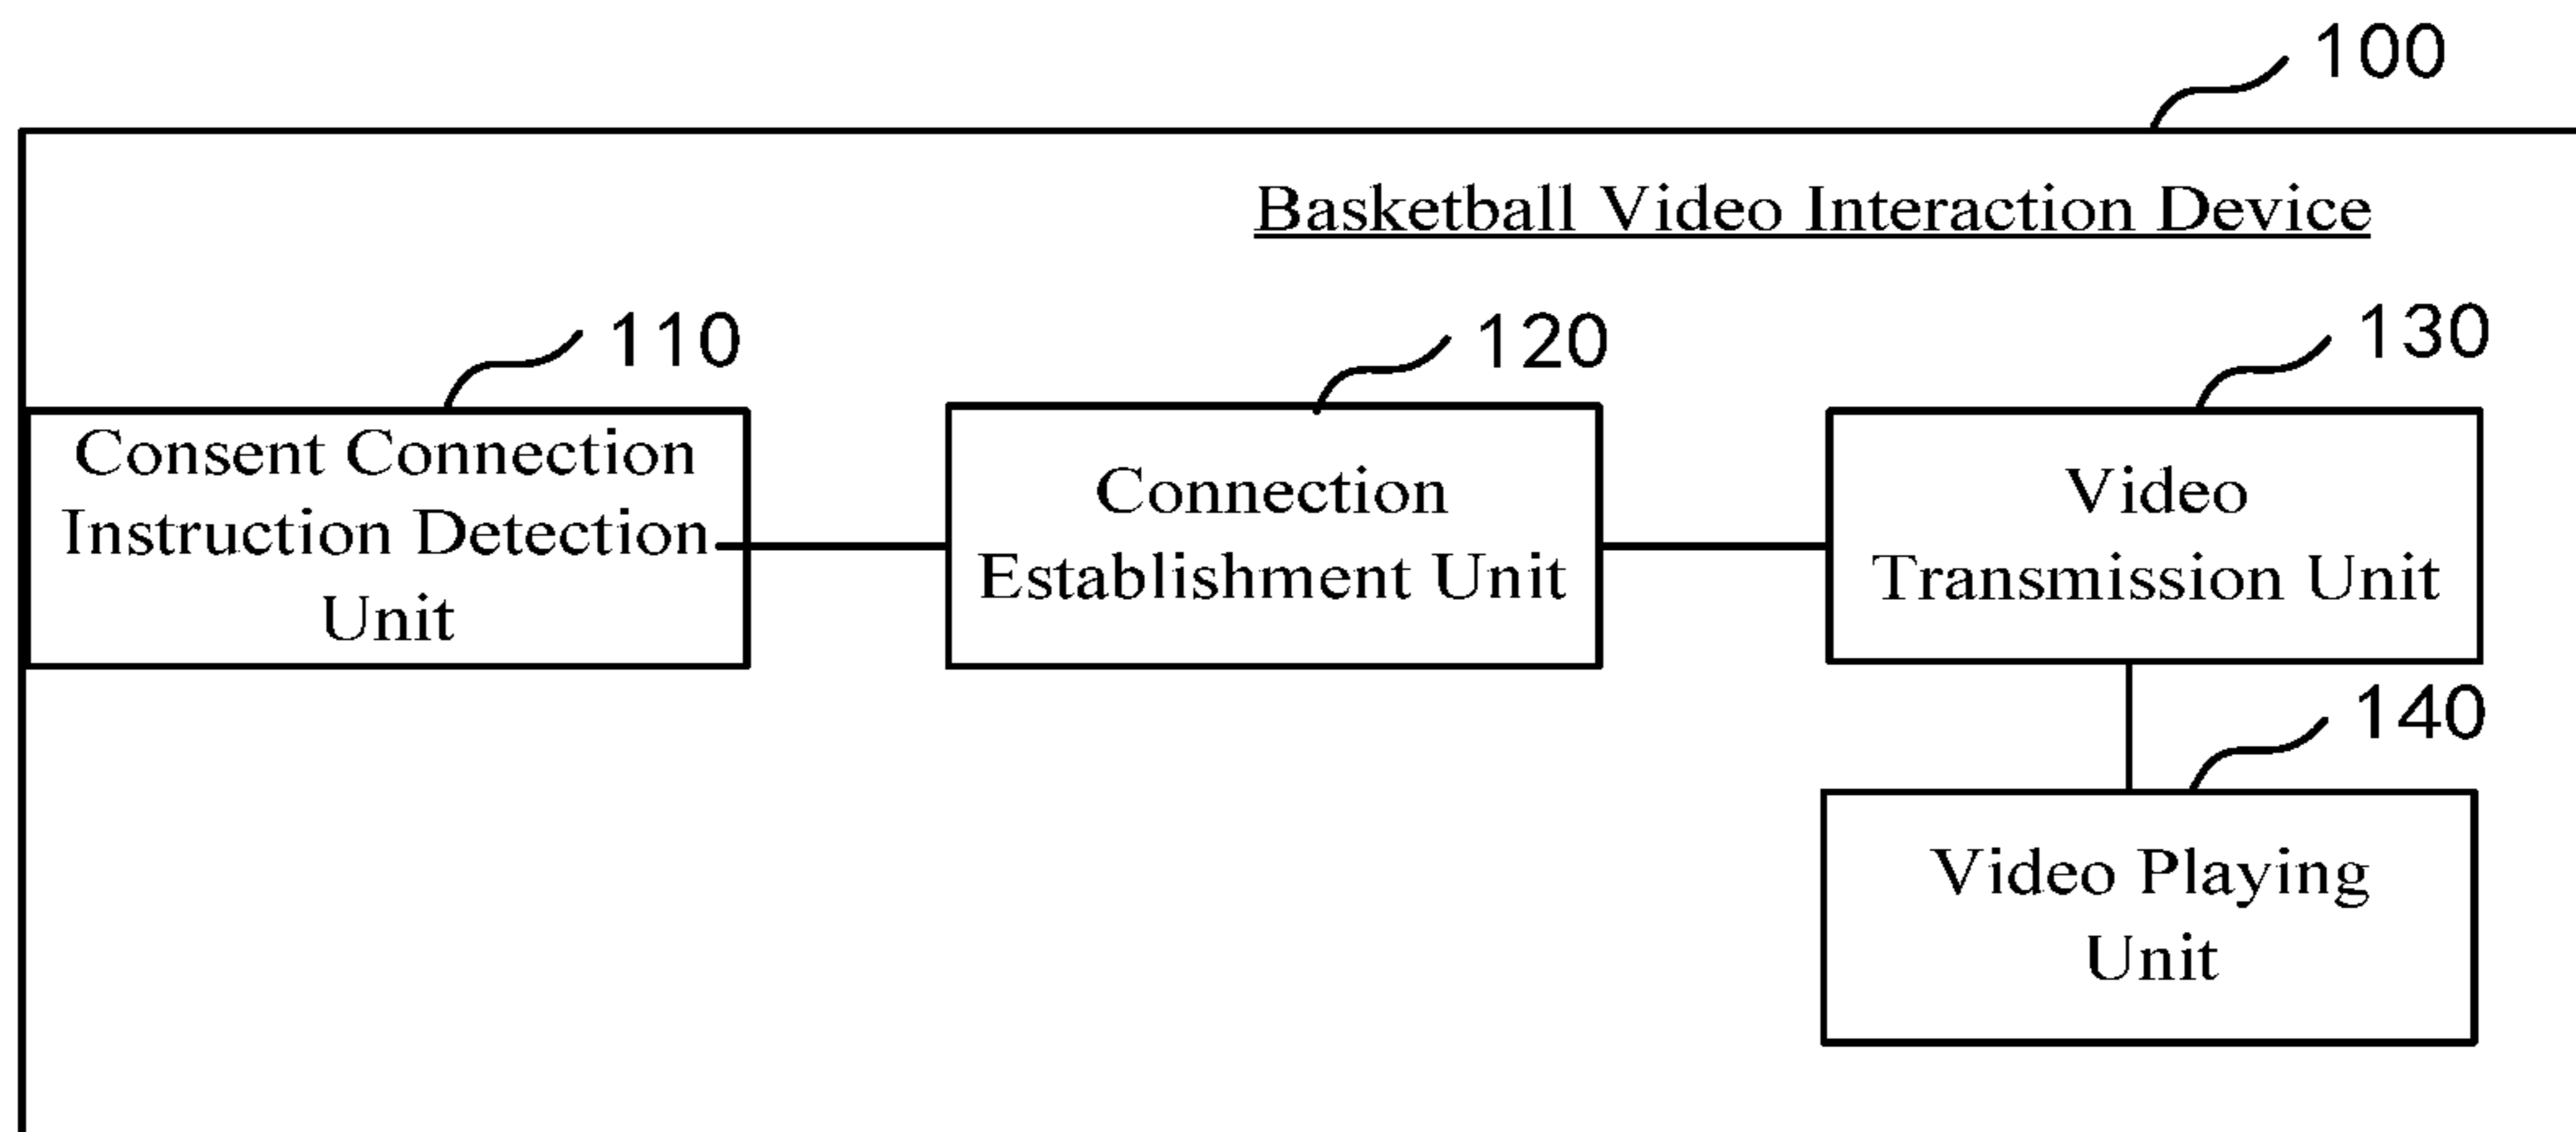 100
Basketball Video Interaction Device
110
120
130
Consent Connection
Instruction Detection
Unit
Connection
Establishment Unit
Video
Transmission Unit
140
Video Playing
Unit